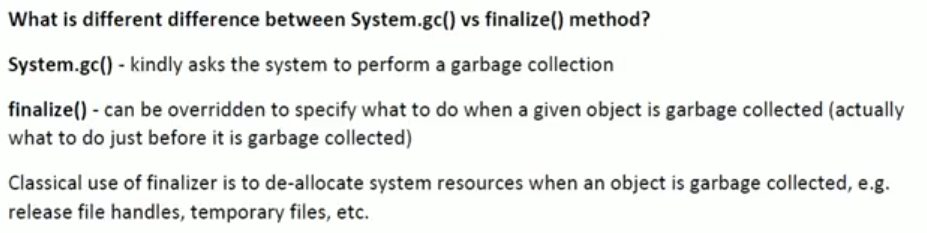 What is different difference between System.gc() vs finalize() method?
System.gc() - kindly asks the system to perform a garbage collection
finalize() - can be overridden to specify what to do when a given object is garbage collected (actually
what to do just before it is garbage collected)
Classical use of finalizer is to de-allocate system resources when an object is garbage collected, e.g.
release file handles, temporary files, etc.